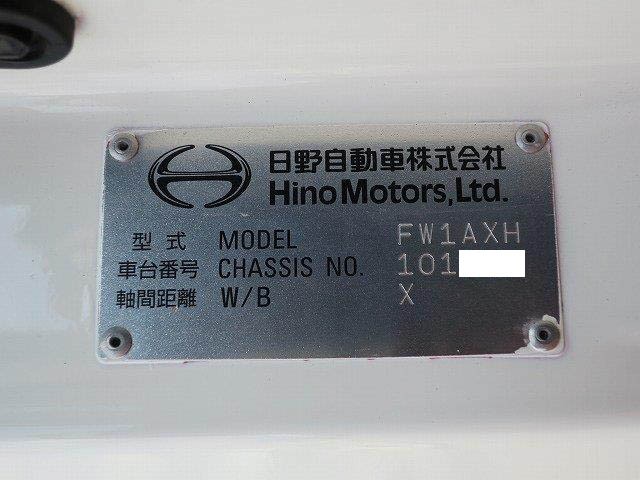 日野自動車株式会社
Hino Motors, Ltd.
型式 MODEL FW1AXH
車台番号 CHASSIS NO. 101
軸間距離 W/B X